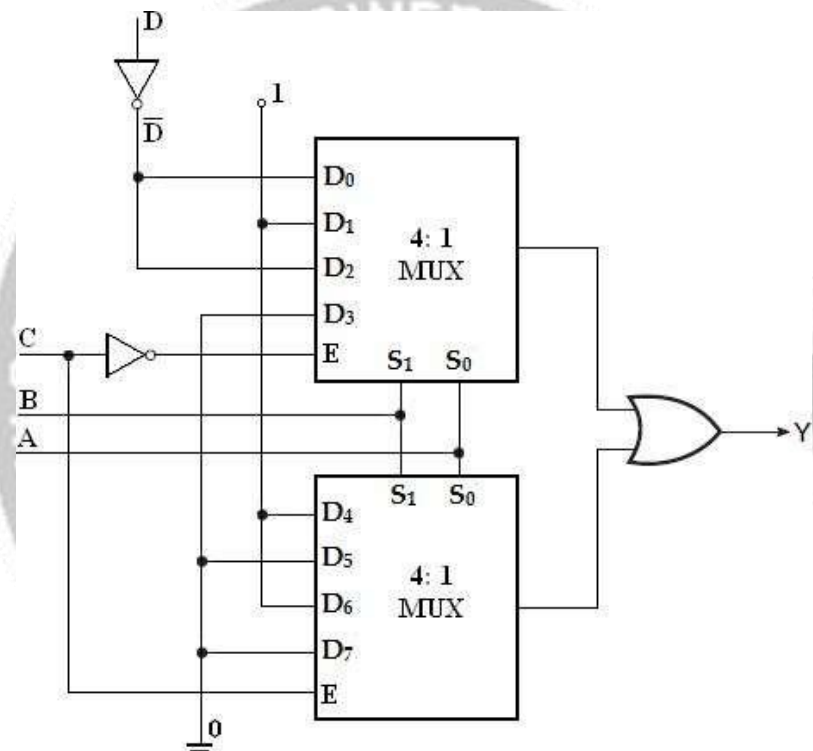 D
D̅
1
D₀
D₁
4: 1
MUX
D₂
D₃
C
E
S₁ S₀
B
A
Y
S₁ S₀
D₄
D₅
4: 1
MUX
D₆
D₇
E
0